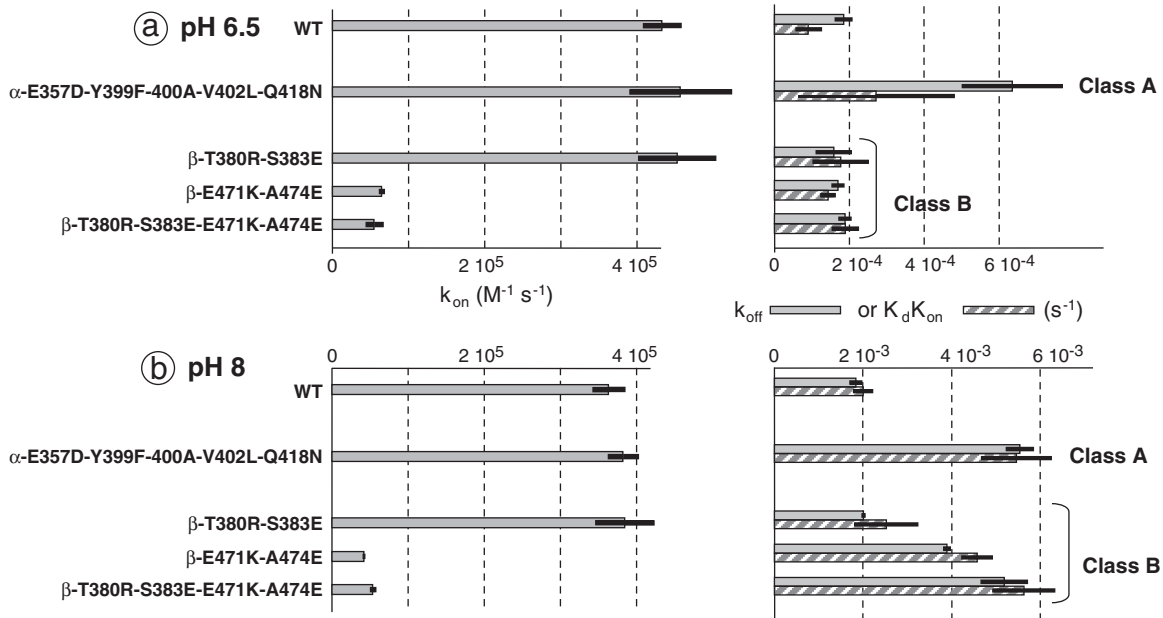 a pH 6.5
WT
α-E357D-Y399F-400A-V402L-Q418N
Class A
β-T380R-S383E
β-E471K-A474E
Class B
β-T380R-S383E-E471K-A474E
0 2 10⁵ 4 10⁵
0 2 10⁻⁴ 4 10⁻⁴ 6 10⁻⁴
kon (M⁻¹ s⁻¹)
koff or KdKon (s⁻¹)
0 2 10⁵ 4 10⁵
0 2 10⁻³ 4 10⁻³ 6 10⁻³
b pH 8
WT
α-E357D-Y399F-400A-V402L-Q418N
Class A
β-T380R-S383E
β-E471K-A474E
Class B
β-T380R-S383E-E471K-A474E